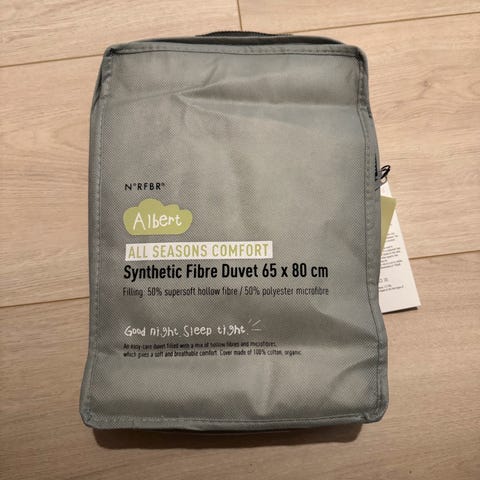 N°RFBR°
Albert
ALL SEASONS COMFORT
Synthetic Fibre Duvet 65 x 80 cm
Filling: 50% supersoft hollow fibre / 50% polyester microfibre
Good night Sleep tight
An easy-care duvet filled with a mix of hollow fibres and microfibres,
which gives a soft and breathable comfort. Cover made of 100% cotton, organic.